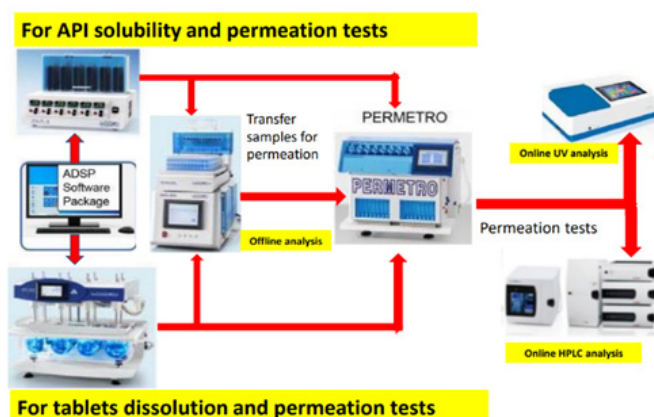 For API solubility and permeation tests
ADSP
Software
Package
Transfer
samples for
permeation
PERMETRO
PERMETRO
Online UV analysis
Offline analysis
Permeation tests
Online HPLC analysis
For tablets dissolution and permeation tests